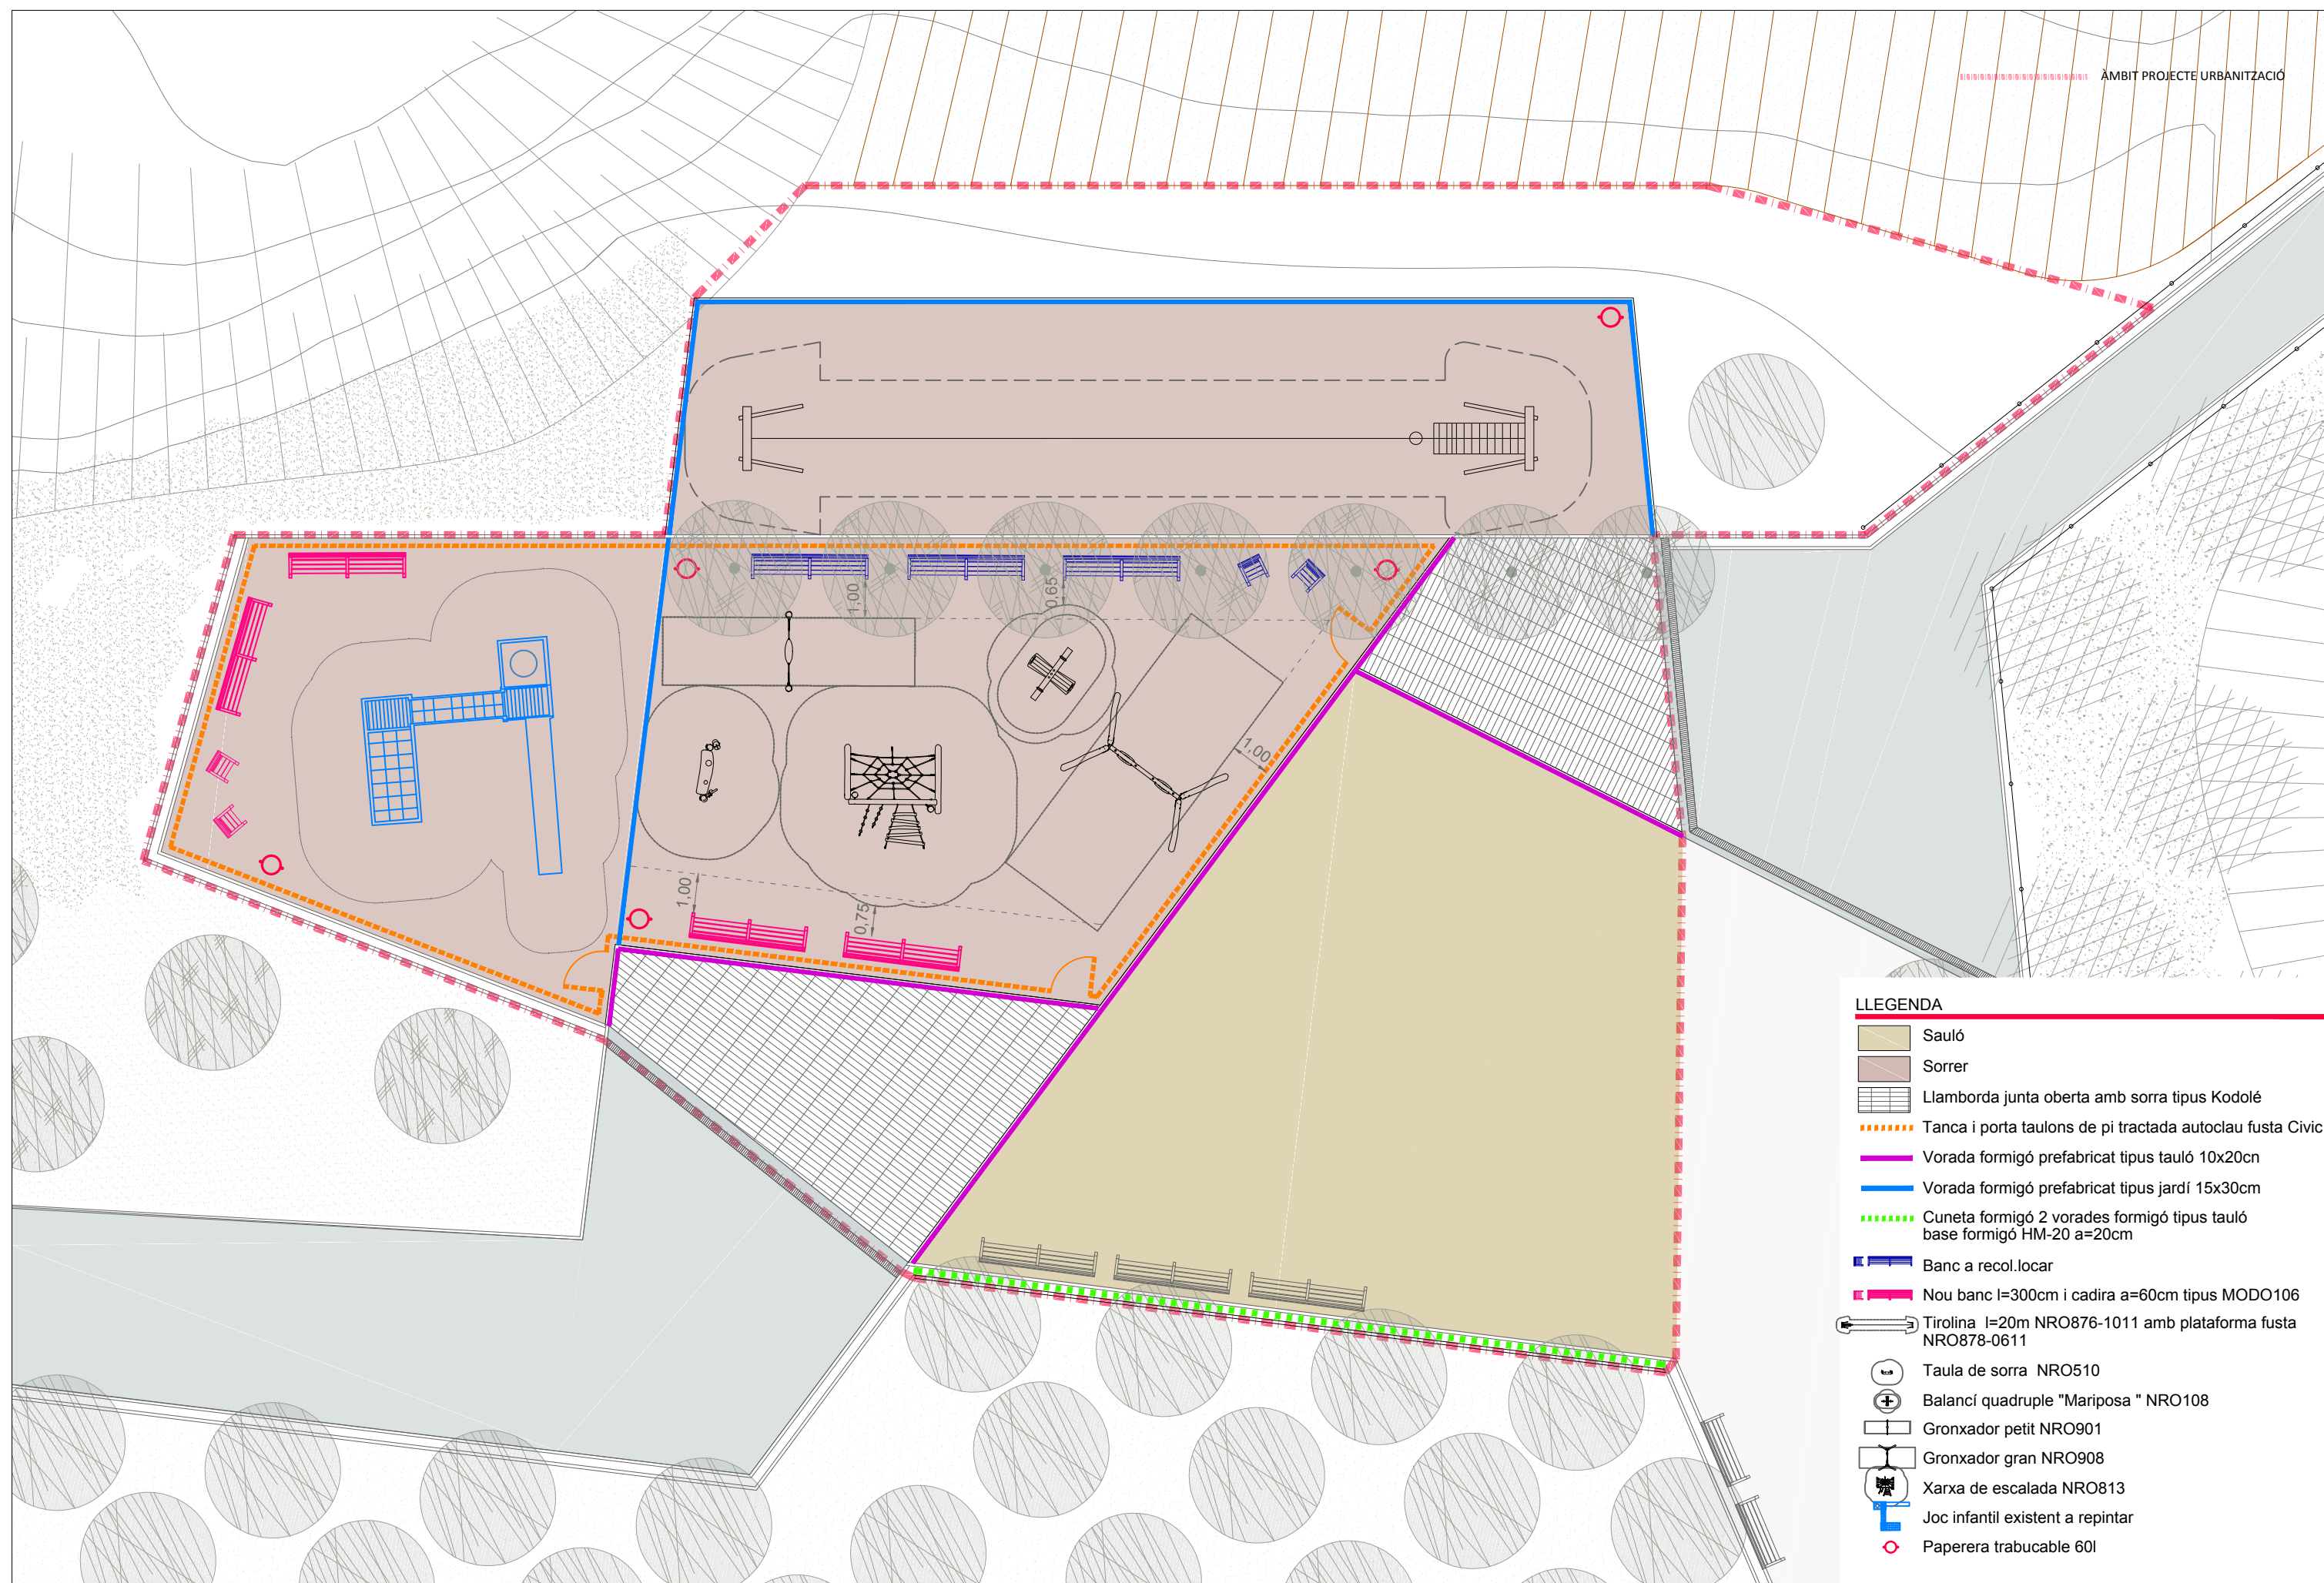 ÀMBIT PROJECTE URBANITZACIÓ
1,00
0,65
1,00
1,00
0,75
LLEGENDA
Sauló
Sorrer
Llamborda junta oberta amb sorra tipus Kodolé
Tanca i porta taulons de pi tractada autoclau fusta Civic
Vorada formigó prefabricat tipus tauló 10x20cn
Vorada formigó prefabricat tipus jardí 15x30cm
Cuneta formigó 2 vorades formigó tipus tauló
base formigó HM-20 a=20cm
Banc a recol.locar
Nou banc l=300cm i cadira a=60cm tipus MODO106
Tirolina l=20m NRO876-1011 amb plataforma fusta
NRO878-0611
Taula de sorra NRO510
Balancí quadruple "Mariposa " NRO108
Gronxador petit NRO901
Gronxador gran NRO908
Xarxa de escalada NRO813
Joc infantil existent a repintar
Paperera trabucable 60l